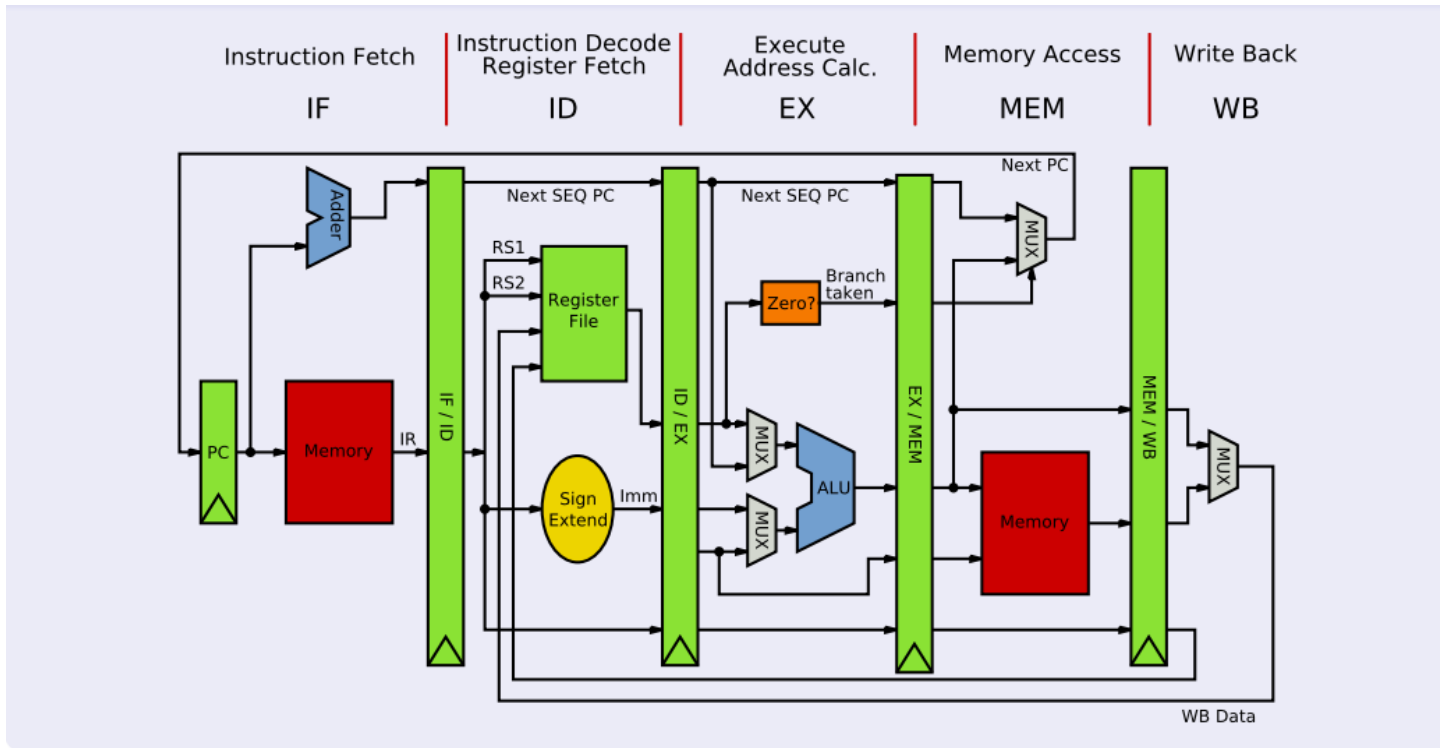 Instruction Fetch
Instruction Decode
Register Fetch
Execute
Address Calc.
Memory Access
Write Back
IF
ID
EX
MEM
WB
Next PC
Adder
Next SEQ PC
Next SEQ PC
MUX
RS1
RS2
Register
File
Branch
taken
Zero?
IF / ID
ID / EX
EX / MEM
MEM / WB
PC
Memory
IR
MUX
ALU
MUX
Sign
Extend
Imm
MUX
Memory
WB Data